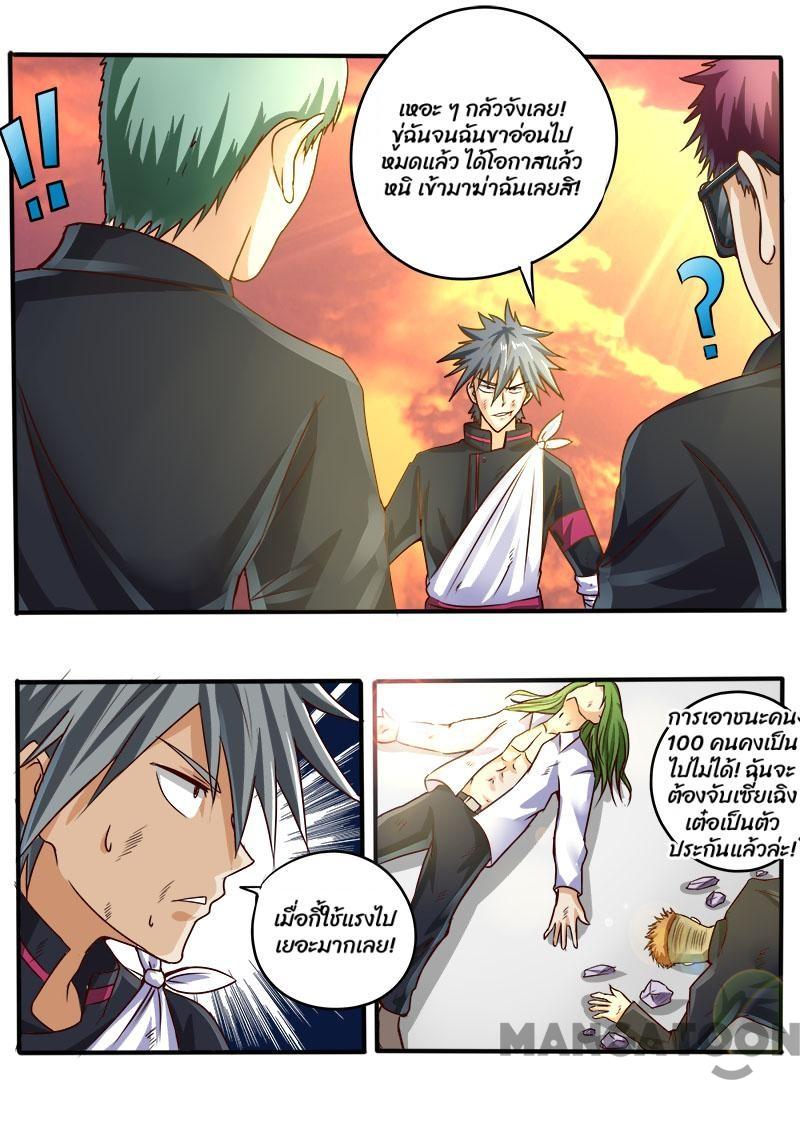 เหอะ ๆ กลัวจังเลย!
ขู่ฉันจนฉันขาอ่อนไป
หมดแล้ว ได้โอกาสแล้ว
หนิ เข้ามาฆ่าฉันเลยสิ!
!!
?
เมื่อกี้ใช้แรงไป
เยอะมากเลย!
การเอาชนะคน
100 คนคงเป็น
ไปไม่ได้! ฉันจะ
ต้องจับเซี่ยเฉิง
เต๋อเป็นตัว
ประกันแล้วล่ะ!
MANGATOON